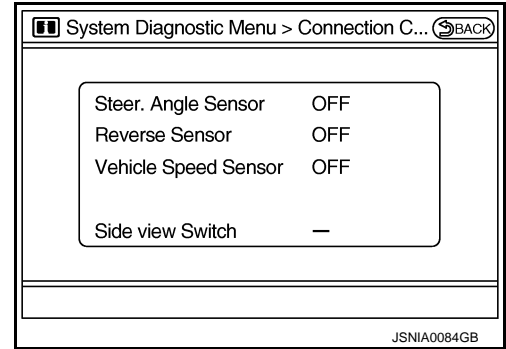 System Diagnostic Menu > Connection C... BACK
Steer. Angle Sensor OFF
Reverse Sensor OFF
Vehicle Speed Sensor OFF
Side view Switch —
JSNIA0084GB